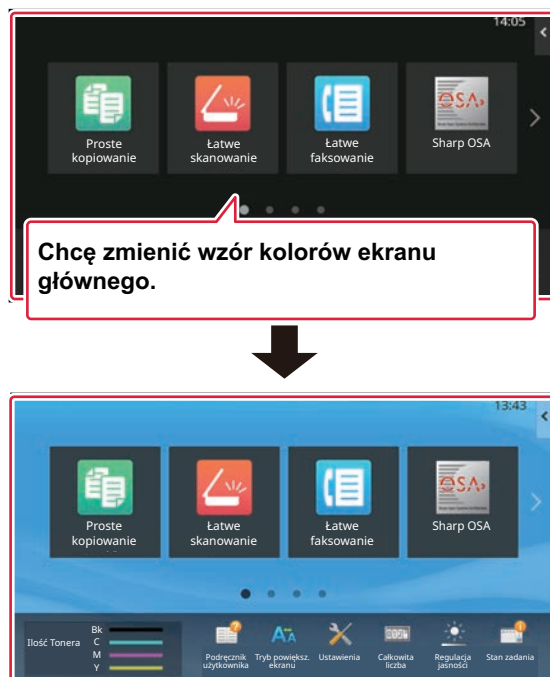 14:05
Proste
kopiowanie
Łatwe
skanowanie
Łatwe
faksowanie
OSA
Sharp OSA
Chcę zmienić wzór kolorów ekranu
głównego.
13:43
Proste
kopiowanie
Łatwe
skanowanie
Łatwe
faksowanie
OSA
Sharp OSA
Ilość Tonera
Bk
C
M
Y
Podręcznik
użytkownika
Tryb powiększ.
ekranu
Ustawienia
Całkowita
liczba
Regulacja
jasności
Stan zadania